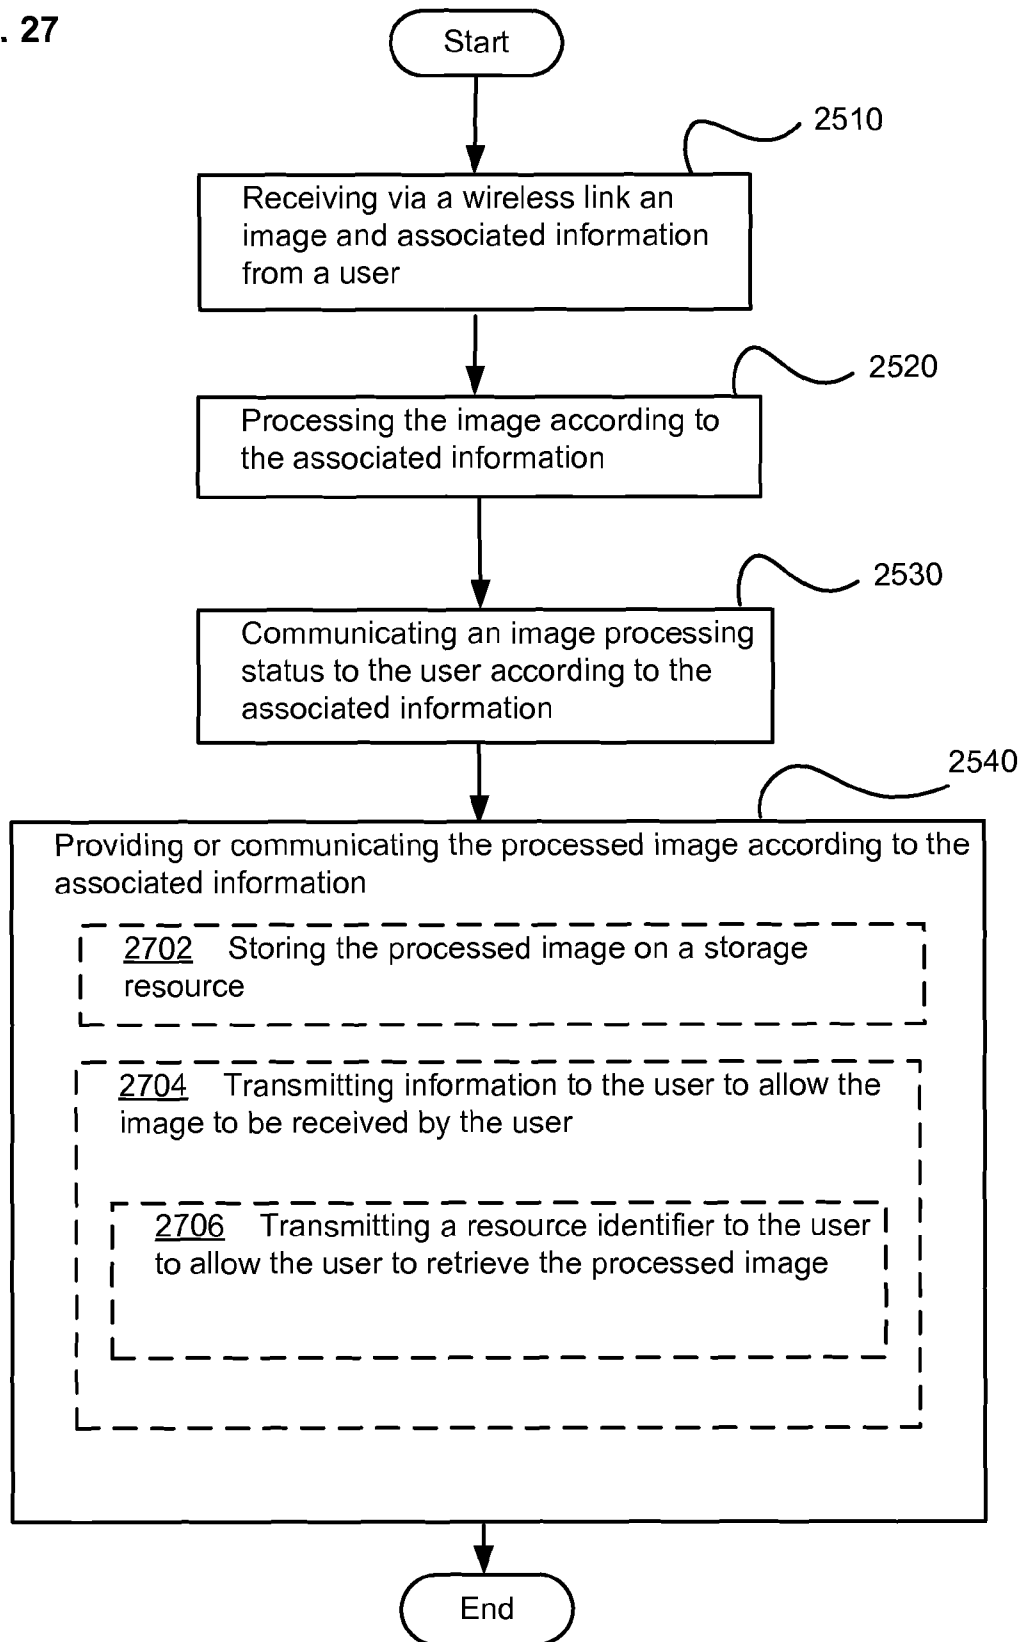 . 27
Start
2510
Receiving via a wireless link an
image and associated information
from a user
2520
Processing the image according to
the associated information
2530
Communicating an image processing
status to the user according to the
associated information
2540
Providing or communicating the processed image according to the
associated information
2702 Storing the processed image on a storage
resource
2704 Transmitting information to the user to allow the
image to be received by the user
2706 Transmitting a resource identifier to the user
to allow the user to retrieve the processed image
End